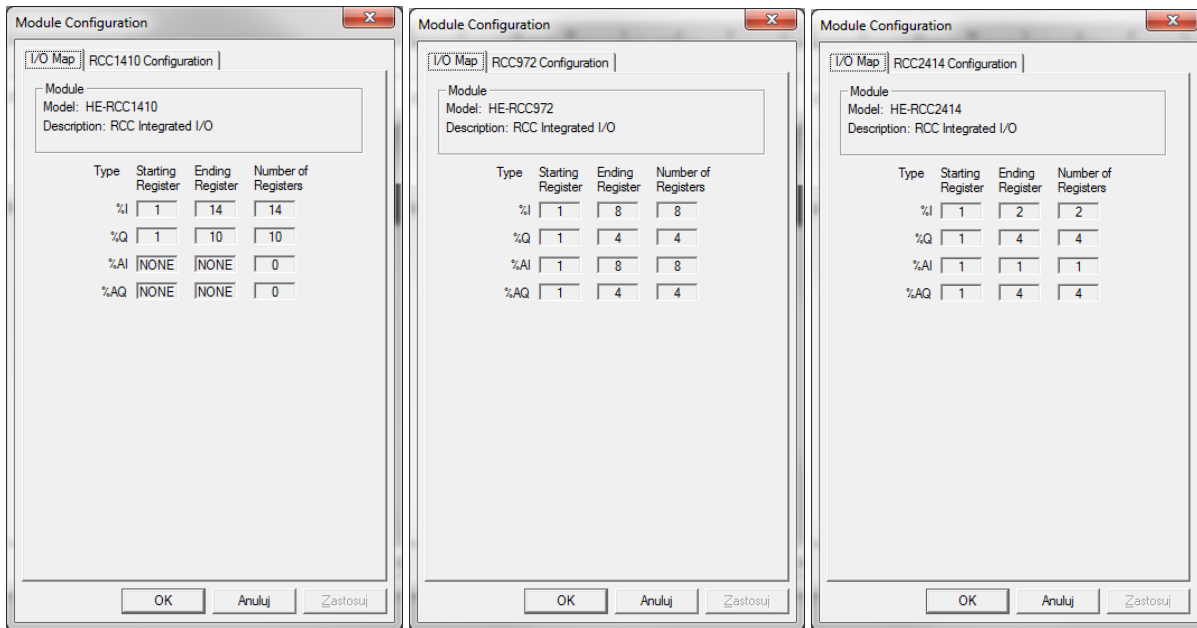 Module Configuration
I/O Map RCC1410 Configuration
Module
Model: HE-RCC1410
Description: RCC Integrated I/O
Type Starting Register Ending Register Number of Registers
%I 1 14 14
%Q 1 10 10
%AI NONE NONE 0
%AQ NONE NONE 0
OK Anuluj Zastosuj
Module Configuration
I/O Map RCC972 Configuration
Module
Model: HE-RCC972
Description: RCC Integrated I/O
Type Starting Register Ending Register Number of Registers
%I 1 8 8
%Q 1 4 4
%AI 1 8 8
%AQ 1 4 4
OK Anuluj Zastosuj
Module Configuration
I/O Map RCC2414 Configuration
Module
Model: HE-RCC2414
Description: RCC Integrated I/O
Type Starting Register Ending Register Number of Registers
%I 1 2 2
%Q 1 4 4
%AI 1 1 1
%AQ 1 4 4
OK Anuluj Zastosuj